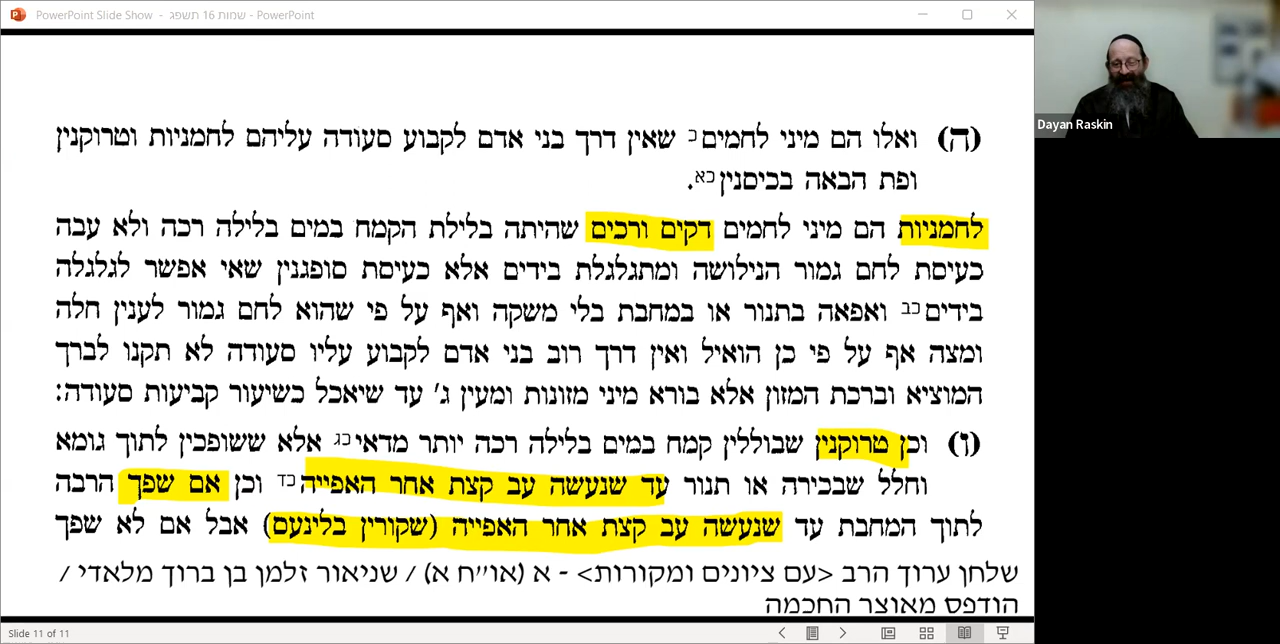 PowerPoint Slide Show - שמות 16 תשפג - PowerPoint
Dayan Raskin
(ה) ואלו הם מיני לחמים כ שאין דרך בני אדם לקבוע סעודה עליהם לחמניות וטרוקנין
ופת הבאה בכיסנין כא.
לחמניות הם מיני לחמים דקים ורכים שהיתה בלילת הקמח במים בלילה רכה ולא עבה
כעיסת לחם גמור הנילושה ומתגלגלת בידים אלא כעיסת סופגנין שאי אפשר לגלגלה
בידים כב ואפאה בתנור או במחבת בלי משקה ואף על פי שהוא לחם גמור לענין חלה
ומצה אף על פי כן הואיל ואין דרך רוב בני אדם לקבוע עליו סעודה לא תקנו לברך
המוציא וברכת המזון אלא בורא מיני מזונות ומעין ג' עד שיאכל כשיעור קביעות סעודה:
(ו) וכן טרוקנין שבוללין קמח במים בלילה רכה יותר מדאי כג אלא ששופכין לתוך גומא
וחלל שבכירה או תנור עד שנעשה עב קצת אחר האפייה כד וכן אם שפך הרבה
לתוך המחבת עד שנעשה עב קצת אחר האפייה (שקורין בלינעס) אבל אם לא שפך
שלחן ערוך הרב <עם ציונים ומקורות> - א (או"ח א) / שניאור זלמן בן ברוך מלאדי /
הודפס מאוצר החכמה
Slide 11 of 11